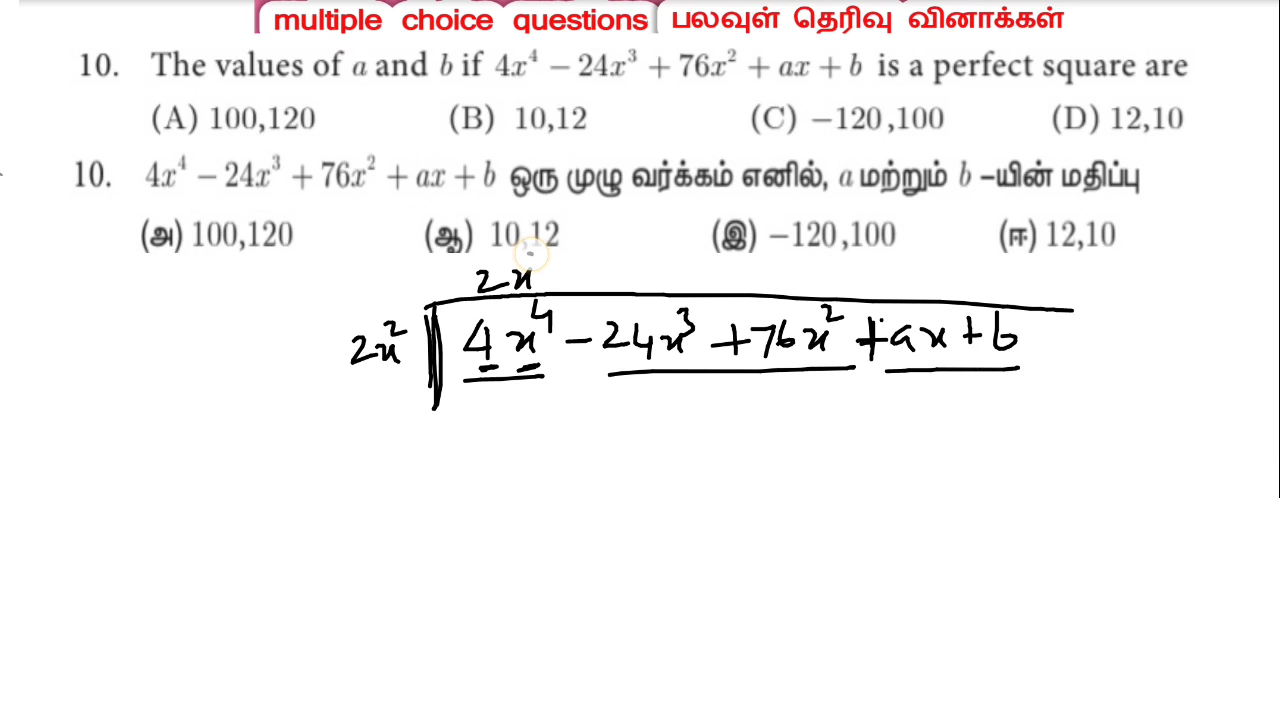 multiple choice questions பலவுள் தெரிவு வினாக்கள்
10. The values of a and b if 4x⁴ − 24x³ + 76x² + ax + b is a perfect square are
(A) 100,120 (B) 10,12 (C) −120 ,100 (D) 12,10
10. 4x⁴ − 24x³ + 76x² + ax + b ஒரு முழு வர்க்கம் எனில், a மற்றும் b −யின் மதிப்பு
(அ) 100,120 (ஆ) 10,12 (இ) −120 ,100 (ஈ) 12,10
2x
2x² 4x⁴ − 24x³ + 76x² + ax + b